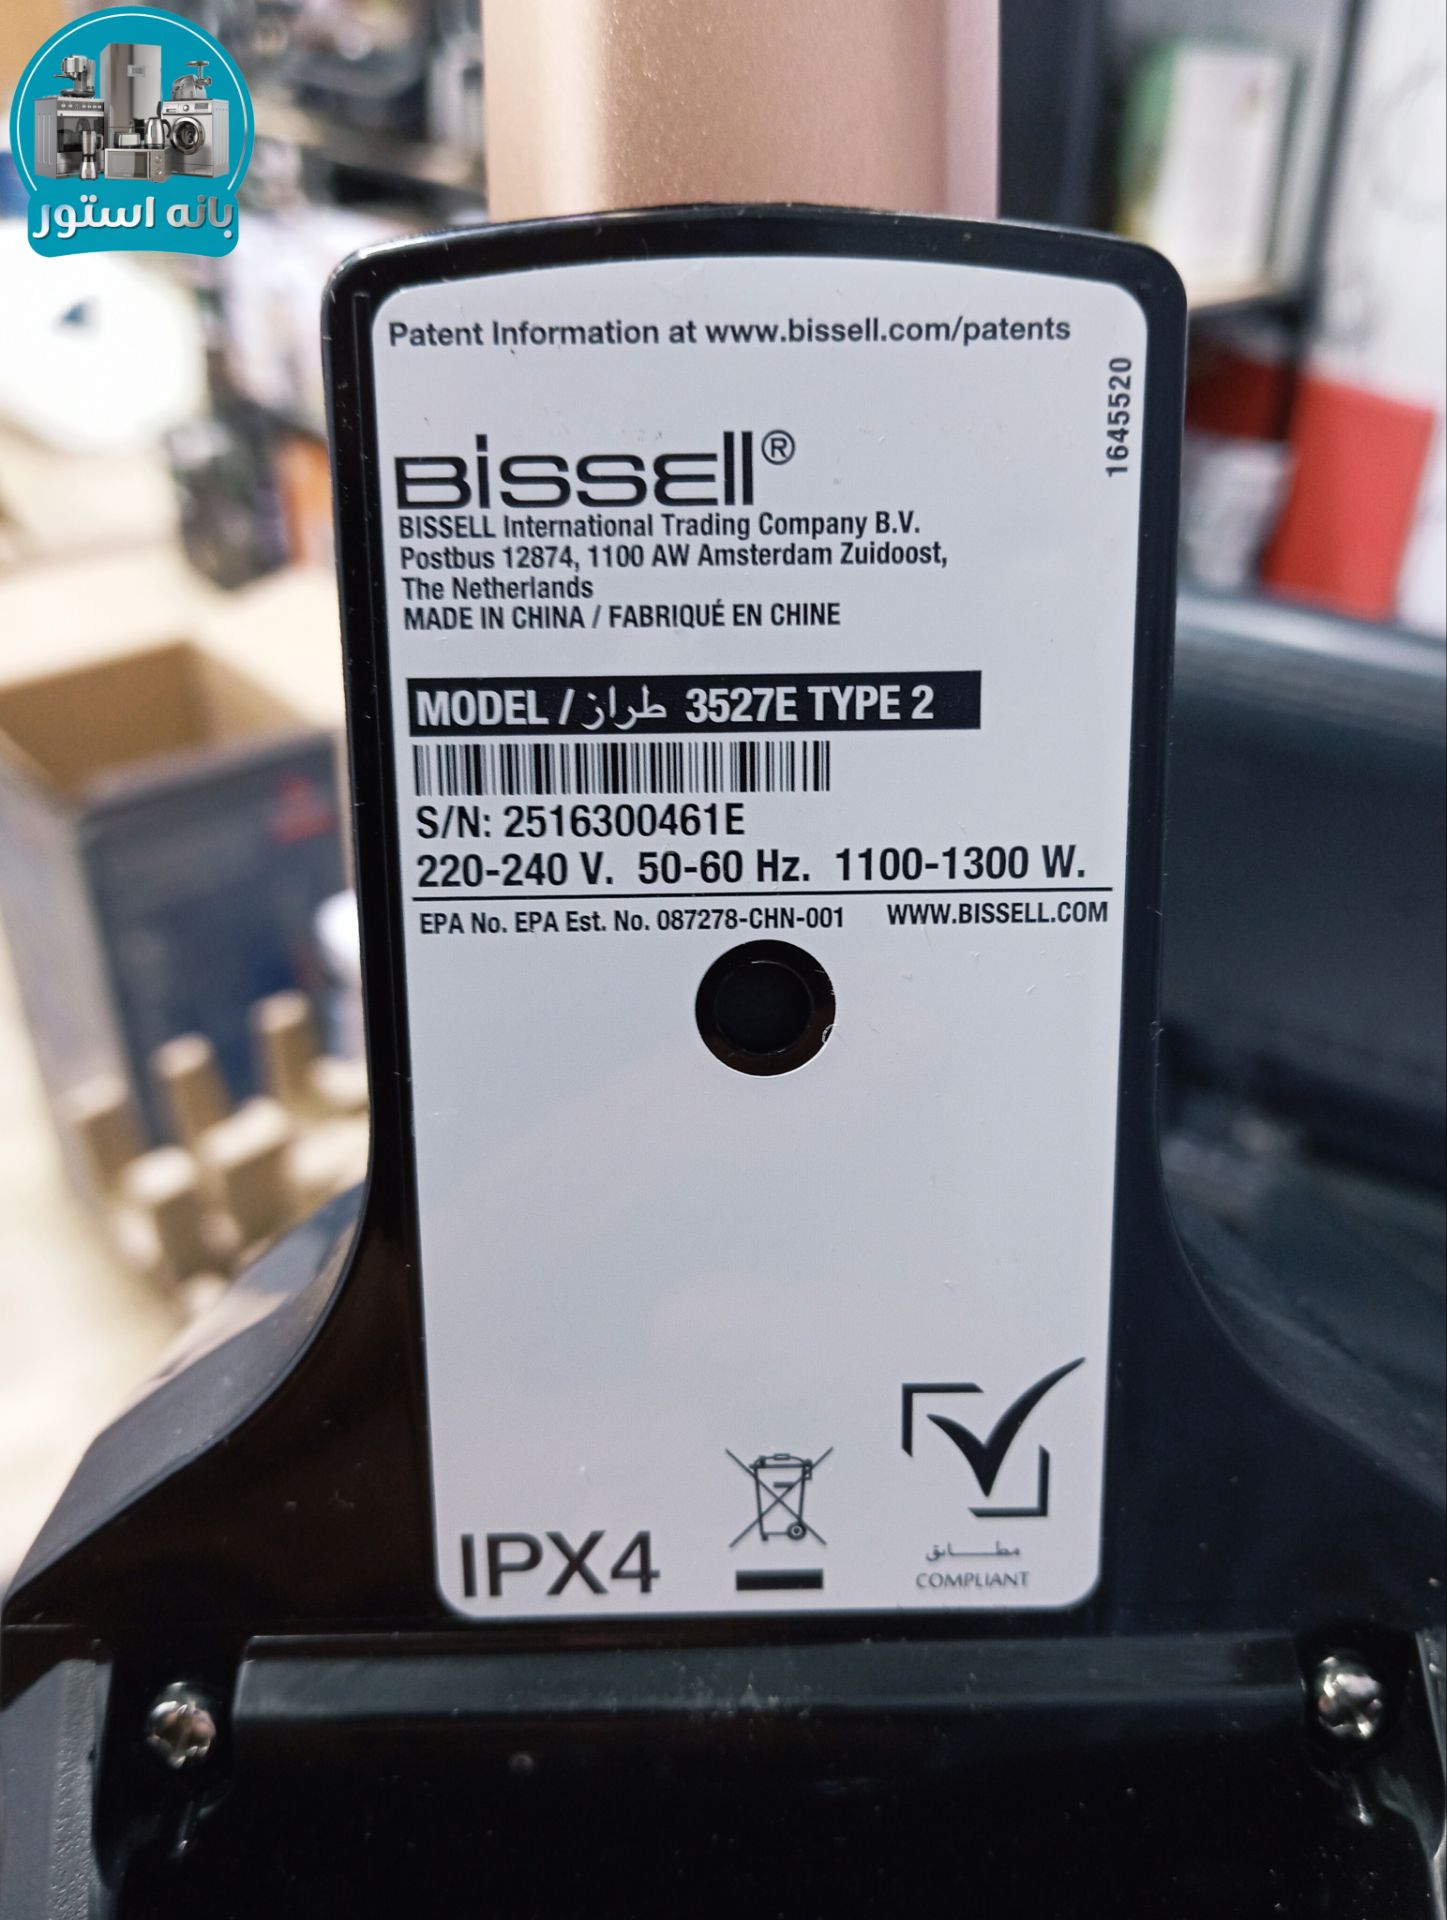 بانه استور
Patent Information at www.bissell.com/patents
1645520
BISSELL®
BISSELL International Trading Company B.V.
Postbus 12874, 1100 AW Amsterdam Zuidoost,
The Netherlands
MADE IN CHINA / FABRIQUÉ EN CHINE
MODEL / طراز 3527E TYPE 2
S/N: 2516300461E
220-240 V. 50-60 Hz. 1100-1300 W.
EPA No. EPA Est. No. 087278-CHN-001 WWW.BISSELL.COM
IPX4
مطابق
COMPLIANT